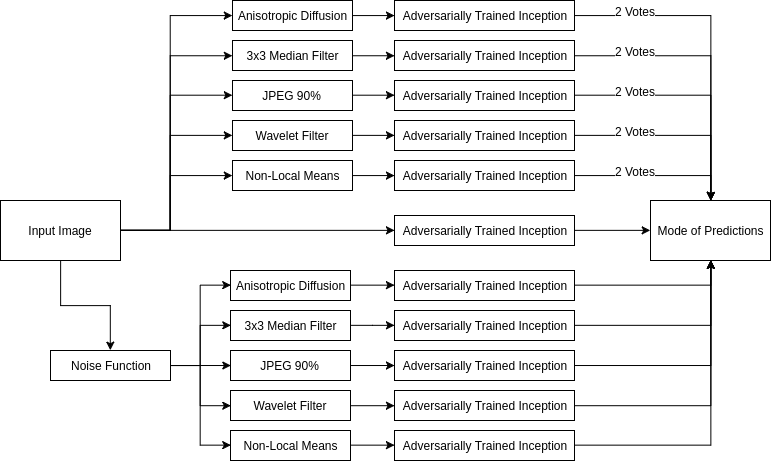 Anisotropic Diffusion Adversarially Trained Inception 2 Votes
3x3 Median Filter Adversarially Trained Inception 2 Votes
JPEG 90% Adversarially Trained Inception 2 Votes
Wavelet Filter Adversarially Trained Inception 2 Votes
Non-Local Means Adversarially Trained Inception 2 Votes
Input Image Adversarially Trained Inception Mode of Predictions
Anisotropic Diffusion Adversarially Trained Inception
3x3 Median Filter Adversarially Trained Inception
Noise Function JPEG 90% Adversarially Trained Inception
Wavelet Filter Adversarially Trained Inception
Non-Local Means Adversarially Trained Inception